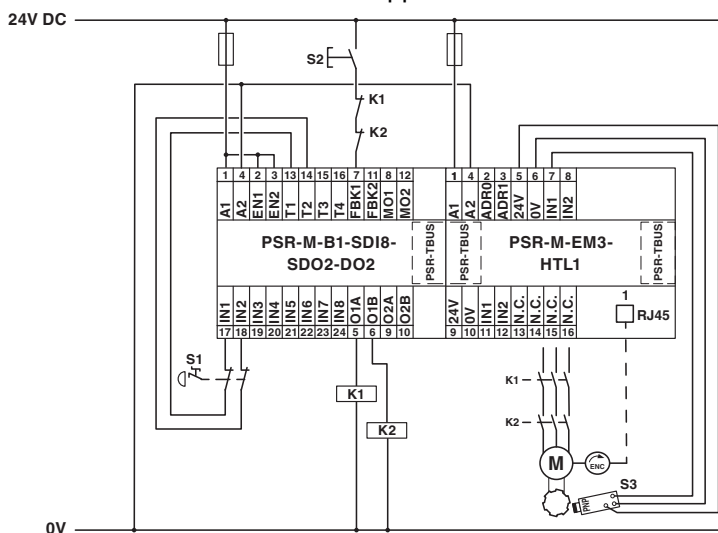 24V DC
S2
K1
K2
1 4 2 3 13 14 15 16 7 11 8 12
A1 A2 EN1 EN2 T1 T2 T3 T4 FBK1 FBK2 MO1 MO2
1 4 2 3 5 6 7 8
A1 A2 ADR0 ADR1 24V 0V IN1 IN2
PSR-M-B1-SDI8-
SDO2-DO2
PSR-TBUS
PSR-TBUS
PSR-M-EM3-
HTL1
PSR-TBUS
IN1 IN2 IN3 IN4 IN5 IN6 IN7 IN8 O1A O1B O2A O2B
17 18 19 20 21 22 23 24 5 6 9 10
24V 0V IN1 IN2 N.C. N.C. N.C. N.C.
9 10 11 12 13 14 15 16
1
RJ45
S1
K1
K2
K1
K2
M
ENC
S3
PNP
0V